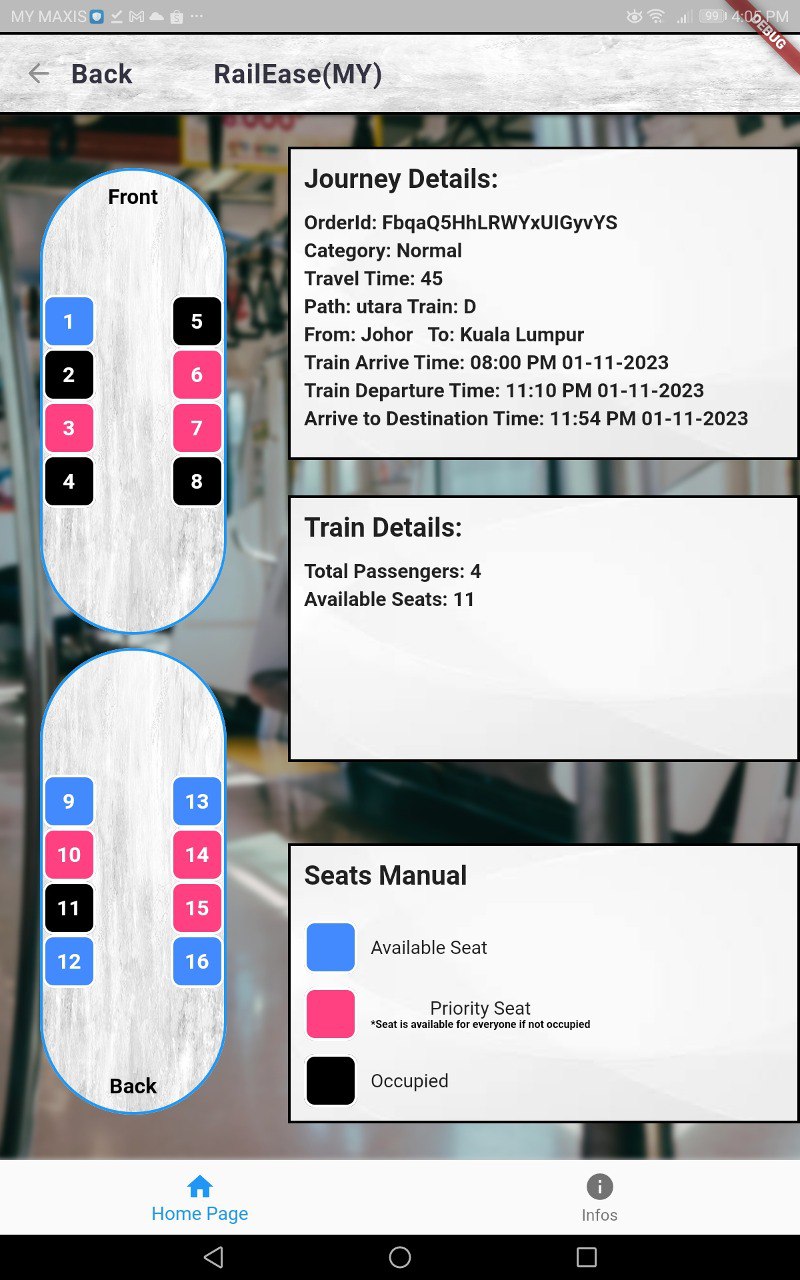 MY MAXIS
99 4:05 PM
DEBUG
Back RailEase(MY)
Front
1 5
2 6
3 7
4 8
9 13
10 14
11 15
12 16
Back
Journey Details:
OrderId: FbqaQ5HhLRWYxUIGyvYS
Category: Normal
Travel Time: 45
Path: utara Train: D
From: Johor To: Kuala Lumpur
Train Arrive Time: 08:00 PM 01-11-2023
Train Departure Time: 11:10 PM 01-11-2023
Arrive to Destination Time: 11:54 PM 01-11-2023
Train Details:
Total Passengers: 4
Available Seats: 11
Seats Manual
Available Seat
Priority Seat
*Seat is available for everyone if not occupied
Occupied
Home Page
Infos